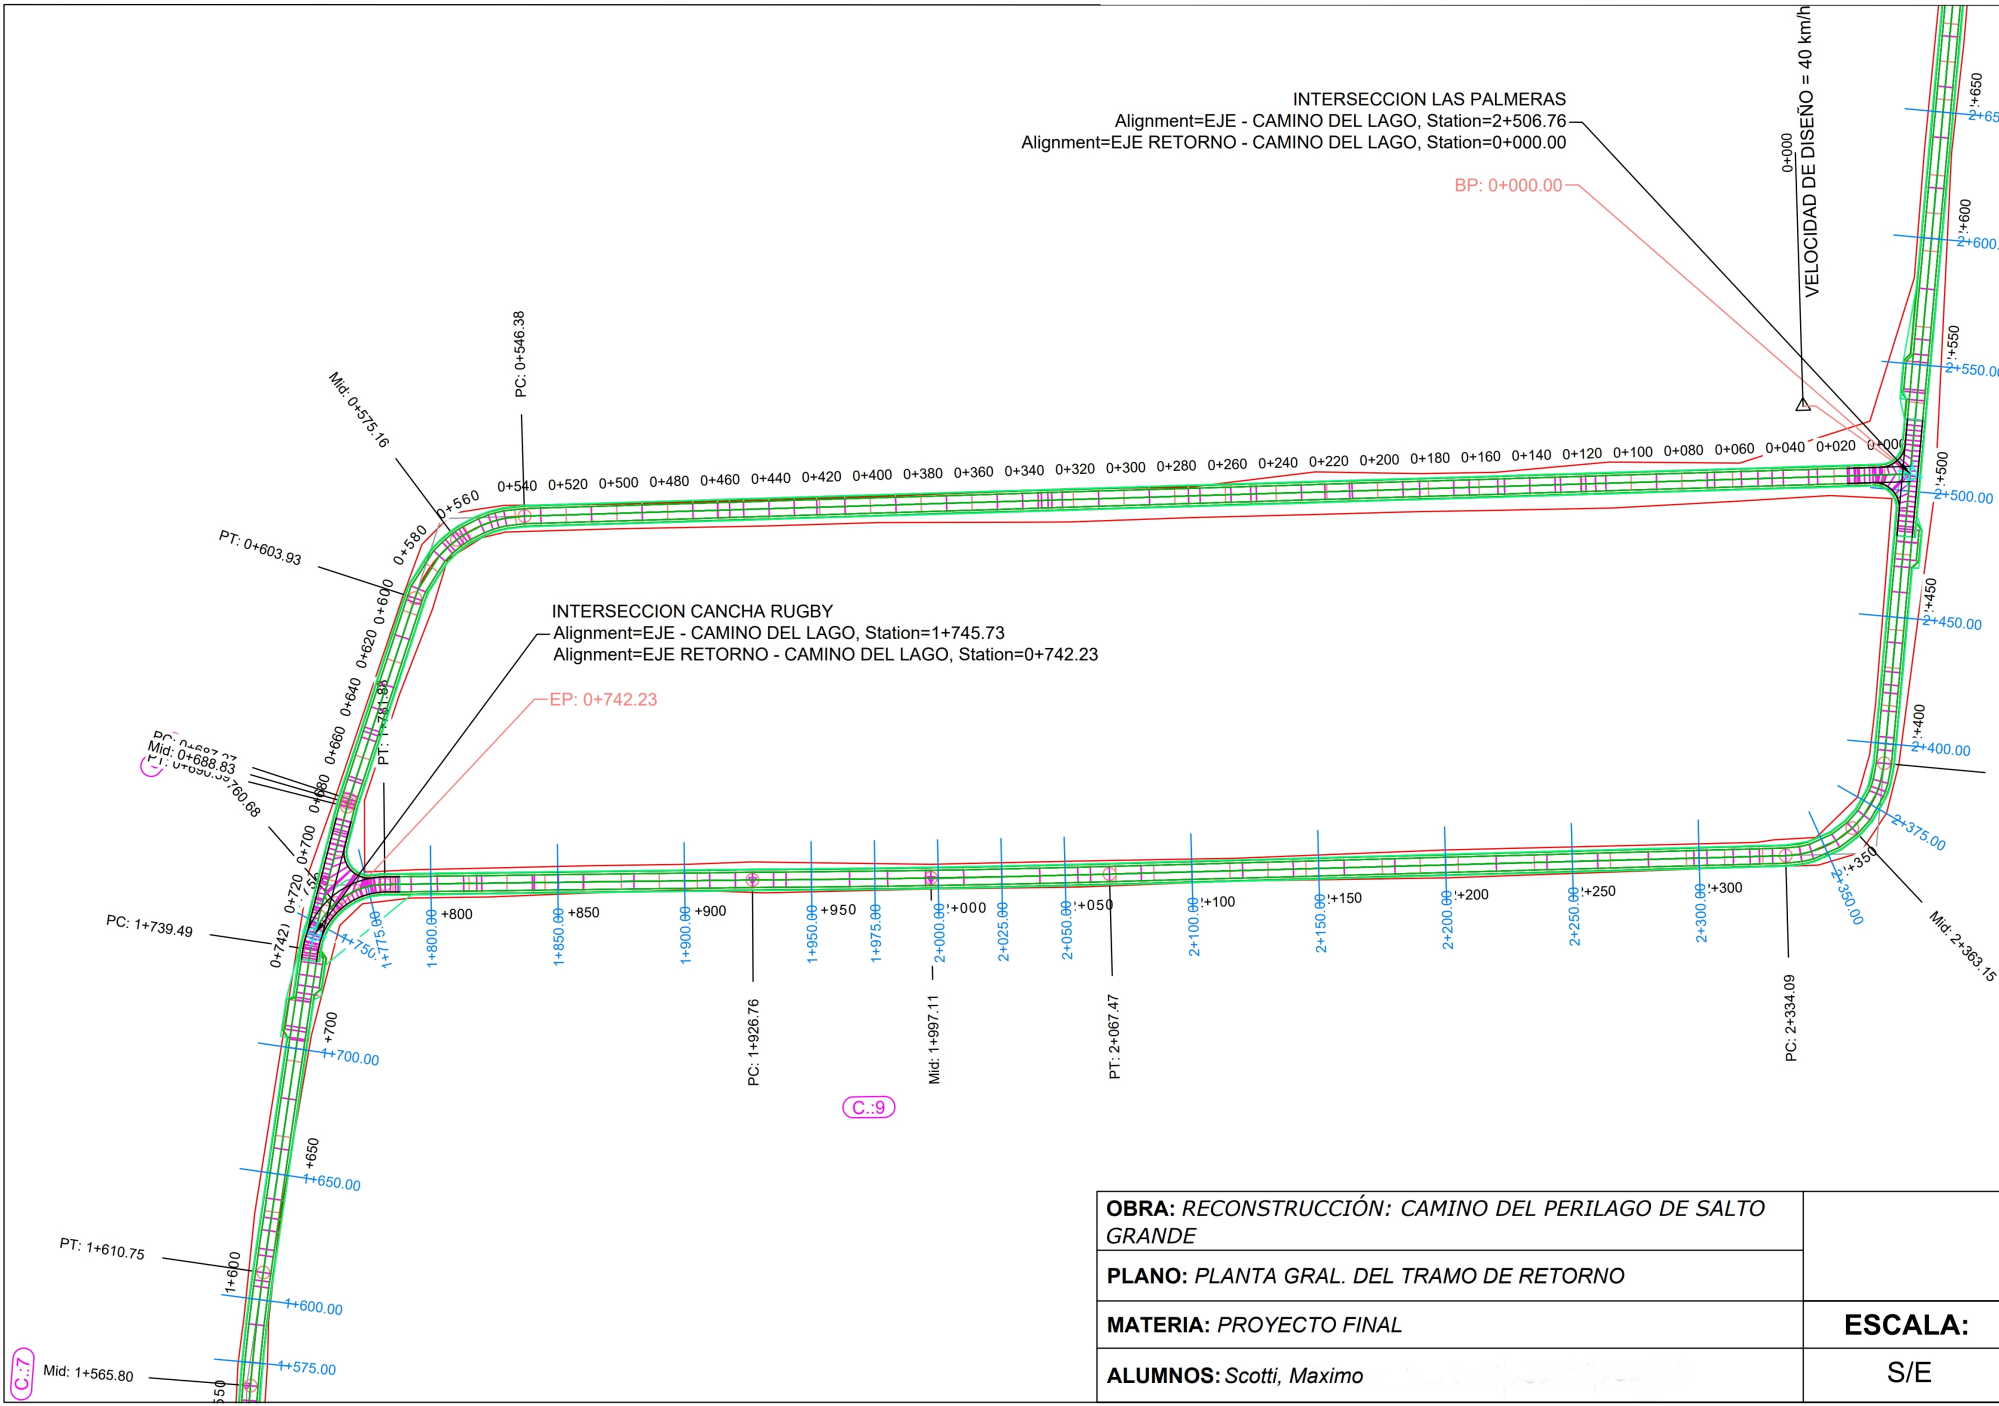 INTERSECCION LAS PALMERAS
Alignment=EJE - CAMINO DEL LAGO, Station=2+506.76
Alignment=EJE RETORNO - CAMINO DEL LAGO, Station=0+000.00
BP: 0+000.00
0+000
VELOCIDAD DE DISEÑO = 40 km/h
2+600
2+550
2+550.00
2+500.00
2+450.00
2+400.00
2+375.00
2+350.00
Mid: 2+363.15
PC: 0+546.38
Mid: 0+575.16
PT: 0+603.93
0+580
0+560
0+540
0+520
0+500
0+480
0+460
0+440
0+420
0+400
0+380
0+360
0+340
0+320
0+300
0+280
0+260
0+240
0+220
0+200
0+180
0+160
0+140
0+120
0+100
0+080
0+060
0+040
0+020
0+000
0+600
0+620
0+640
0+660
0+680
0+700
0+720
INTERSECCION CANCHA RUGBY
Alignment=EJE - CAMINO DEL LAGO, Station=1+745.73
Alignment=EJE RETORNO - CAMINO DEL LAGO, Station=0+742.23
EP: 0+742.23
PT: 1+781.88
Mid: 0+688.83
PC: 1+739.49
+800
+850
+900
+950
+000
+050
+100
+150
+200
+250
+300
+350
1+800.00
1+850.00
1+900.00
1+950.00
1+975.00
2+000.00
2+025.00
2+050.00
2+100.00
2+150.00
2+200.00
2+250.00
2+300.00
PC: 1+926.76
Mid: 1+997.11
PT: 2+067.47
PC: 2+334.09
C.:9
+700
1+700.00
+650
1+650.00
PT: 1+610.75
1+600
1+600.00
1+575.00
C.:7
Mid: 1+565.80
OBRA: RECONSTRUCCIÓN: CAMINO DEL PERILAGO DE SALTO
GRANDE
PLANO: PLANTA GRAL. DEL TRAMO DE RETORNO
MATERIA: PROYECTO FINAL
ESCALA:
ALUMNOS: Scotti, Maximo
S/E